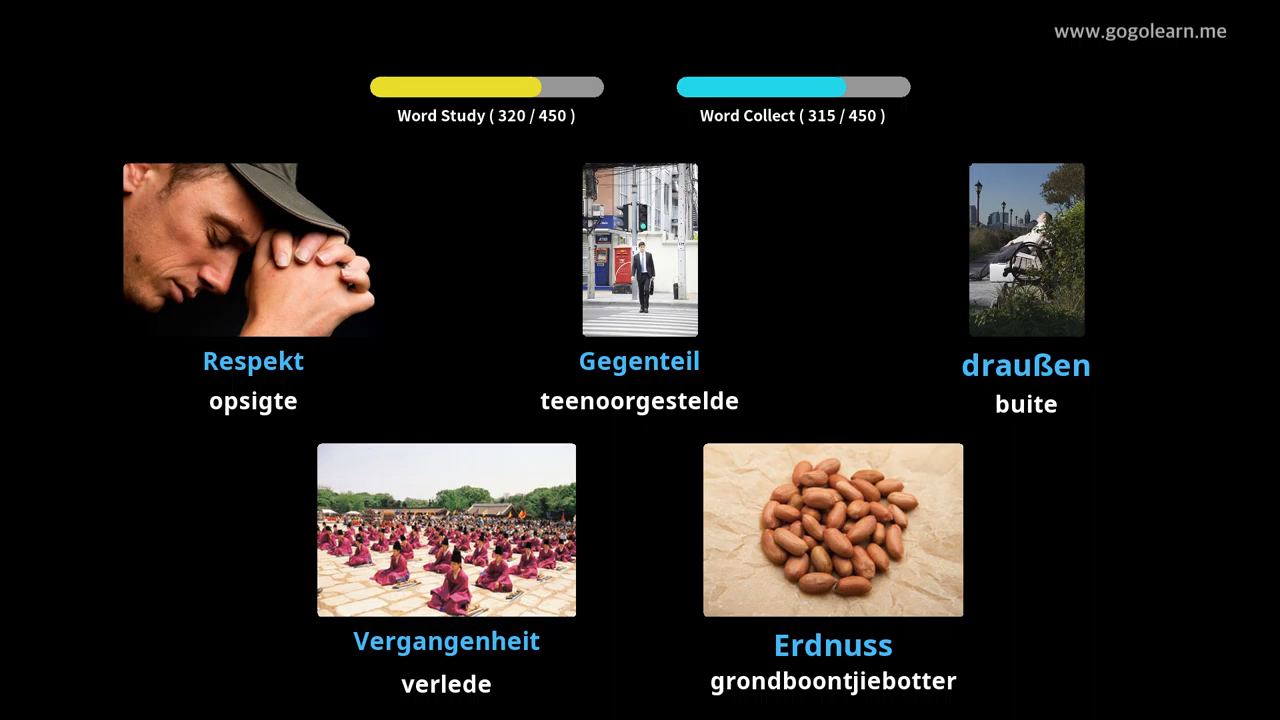 www.gogolearn.me
Word Study ( 320 / 450 )
Word Collect ( 315 / 450 )
Respekt
opsigte
Gegenteil
teenoorgestelde
draußen
buite
Vergangenheit
verlede
Erdnuss
grondboontjiebotter